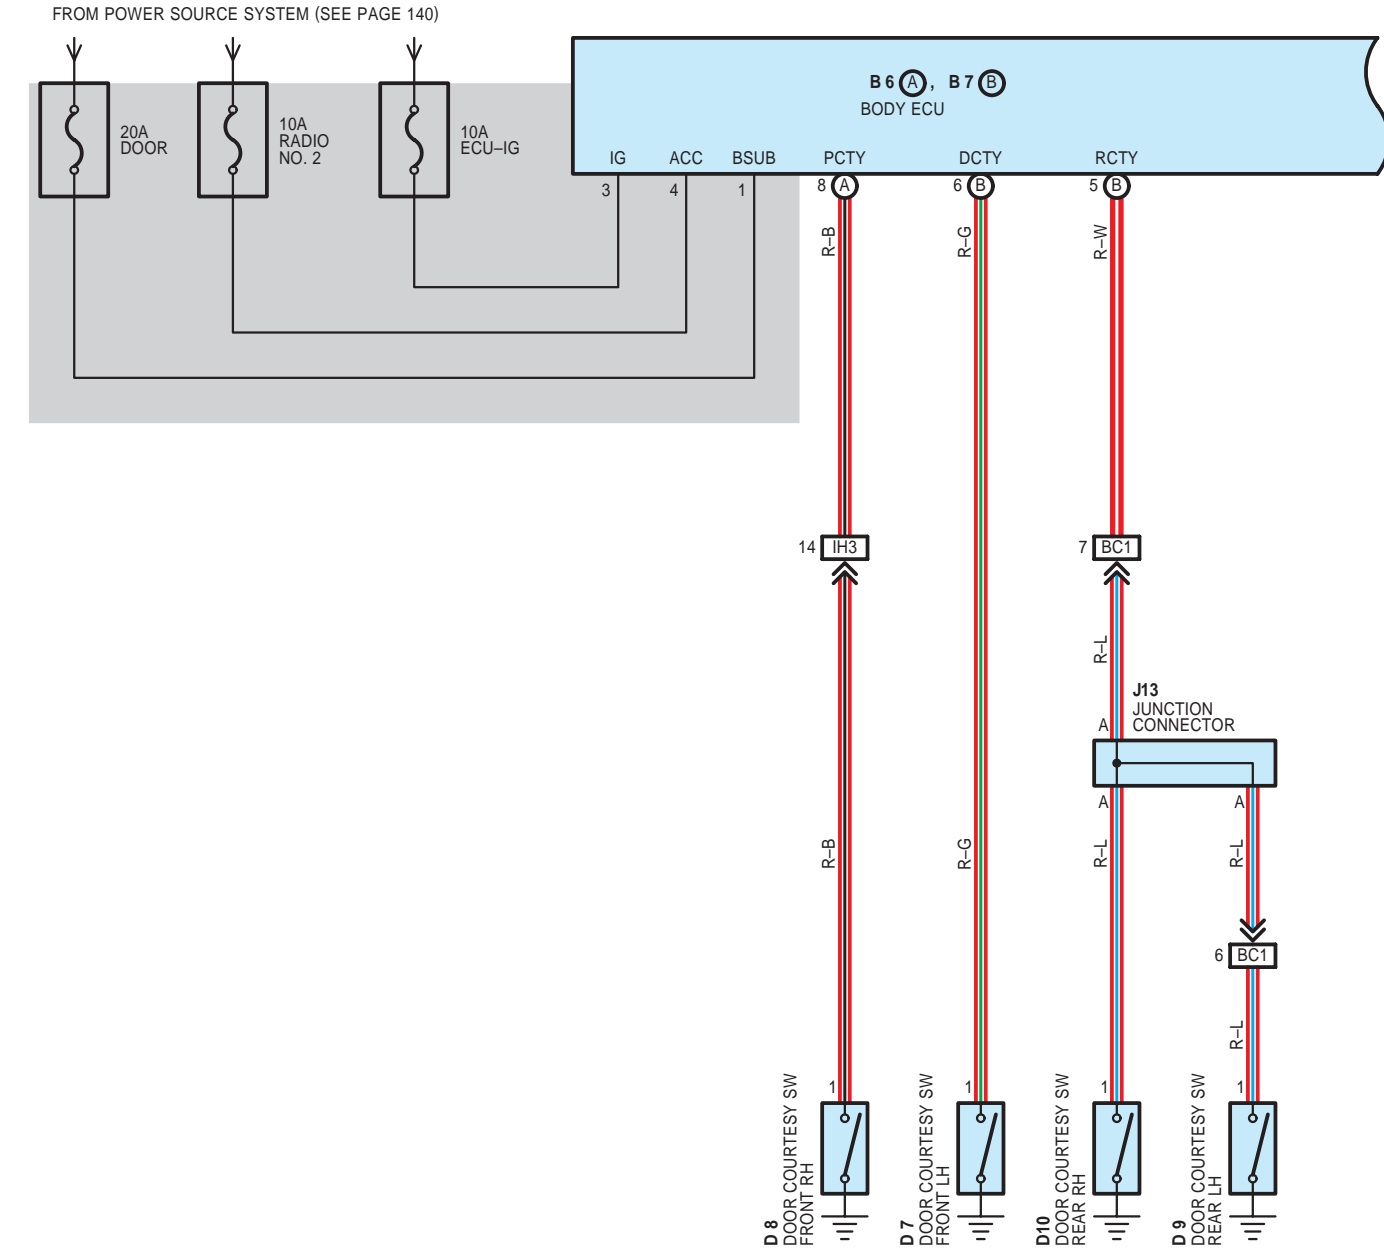 FROM POWER SOURCE SYSTEM (SEE PAGE 140)
20A
DOOR
10A
RADIO
NO. 2
10A
ECU–IG
B 6 A , B 7 B
BODY ECU
IG ACC BSUB PCTY DCTY RCTY
3 4 1 8 A 6 B 5 B
R–B R–G R–W
14 IH3 7 BC1
R–L
J13
JUNCTION
CONNECTOR
A
A A
R–B R–G R–L R–L
6 BC1
R–L
1 1 1 1
D 8
DOOR COURTESY SW
FRONT RH
D 7
DOOR COURTESY SW
FRONT LH
D10
DOOR COURTESY SW
REAR RH
D 9
DOOR COURTESY SW
REAR LH